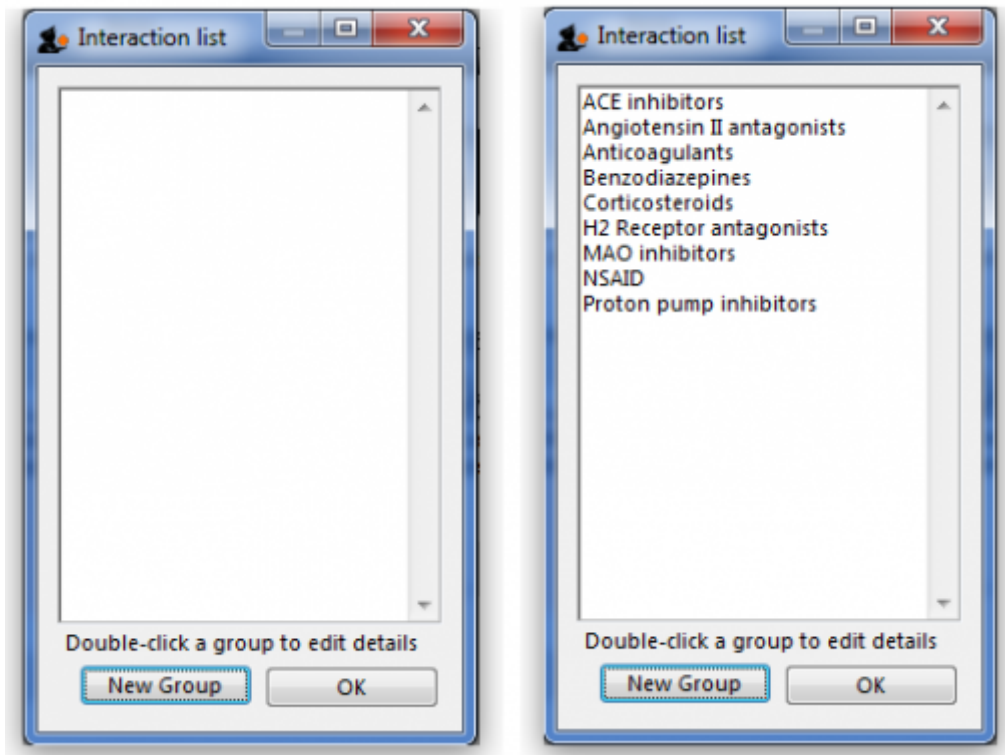 Interaction list
Double-click a group to edit details
New Group
OK
Interaction list
ACE inhibitors
Angiotensin II antagonists
Anticoagulants
Benzodiazepines
Corticosteroids
H2 Receptor antagonists
MAO inhibitors
NSAID
Proton pump inhibitors
Double-click a group to edit details
New Group
OK